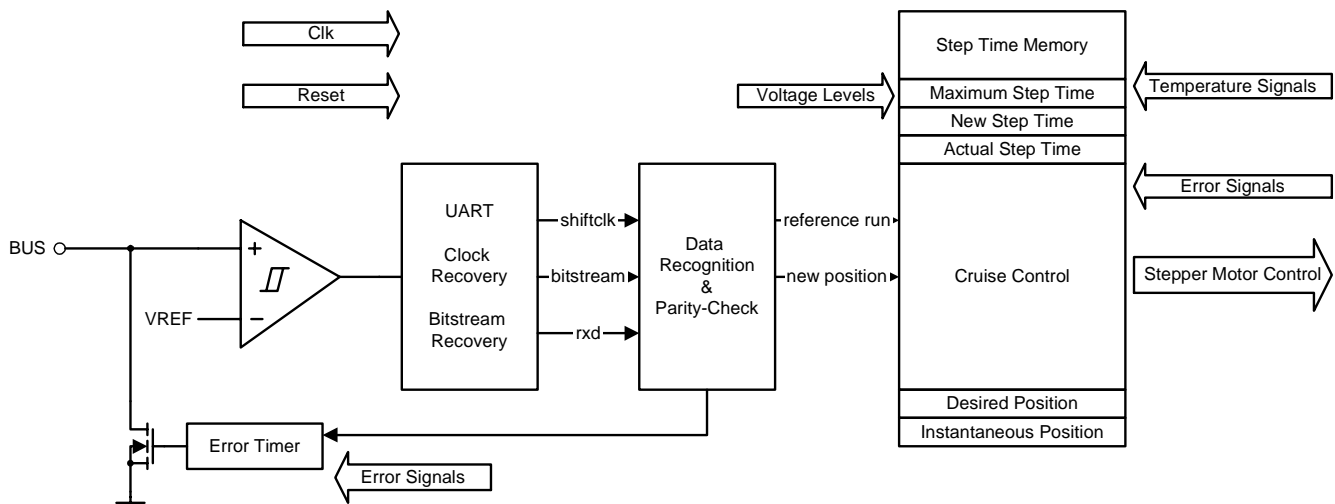 Clk
Reset
Step Time Memory
Voltage Levels
Maximum Step Time
Temperature Signals
New Step Time
Actual Step Time
Error Signals
BUS
+
VREF
−
UART
Clock
Recovery
Bitstream
Recovery
shiftclk
bitstream
rxd
Data
Recognition
&
Parity-Check
reference run
new position
Cruise Control
Stepper Motor Control
Desired Position
Instantaneous Position
Error Timer
Error Signals